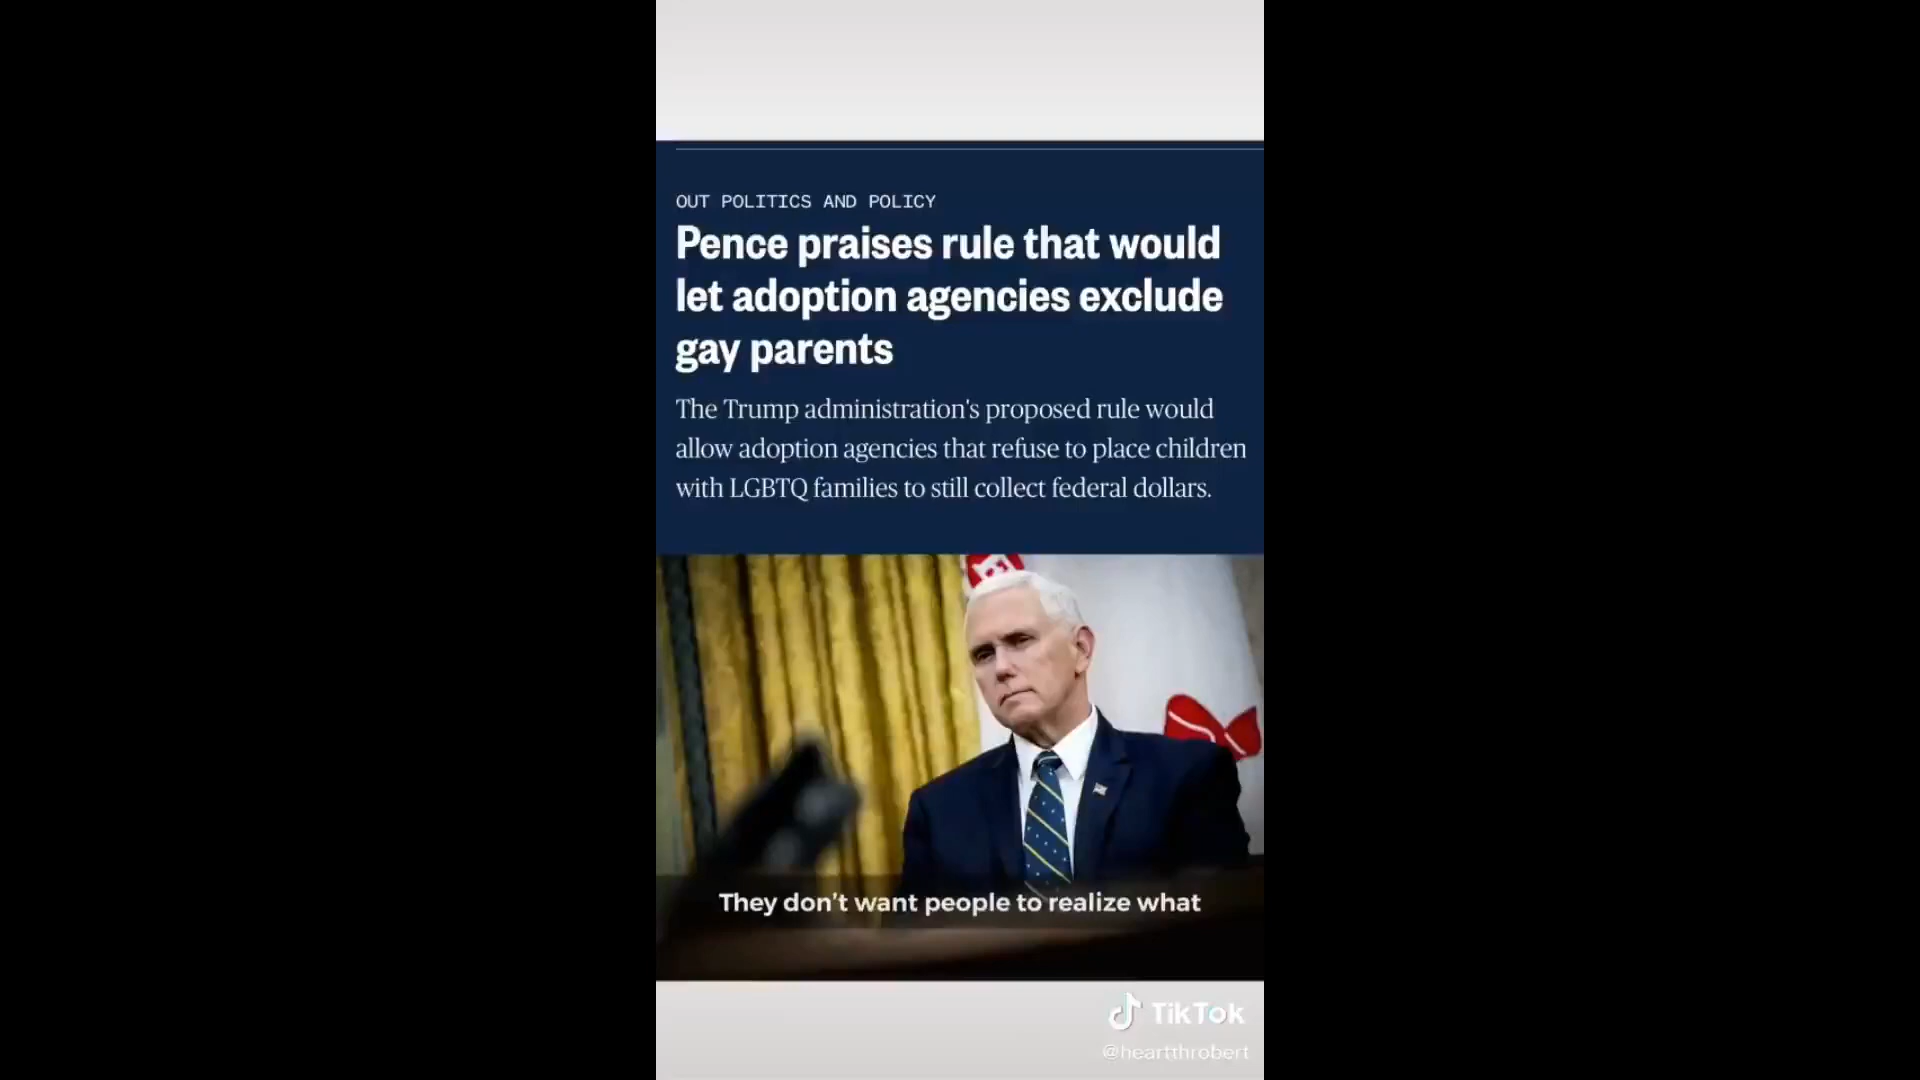 OUT POLITICS AND POLICY
Pence praises rule that would
let adoption agencies exclude
gay parents
The Trump administration's proposed rule would
allow adoption agencies that refuse to place children
with LGBTQ families to still collect federal dollars.
They don't want people to realize what
TikTok
@heartthrobert